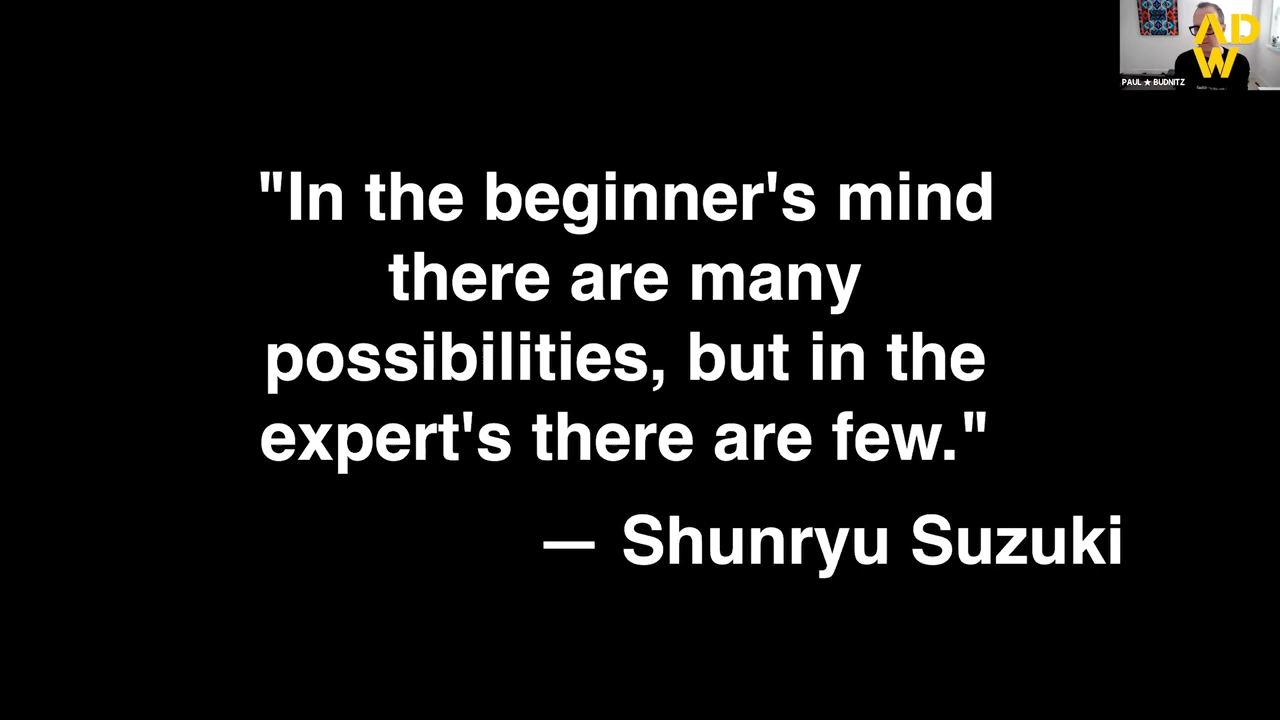 ADW
PAUL ★ BUDNITZ
"In the beginner's mind
there are many
possibilities, but in the
expert's there are few."
— Shunryu Suzuki